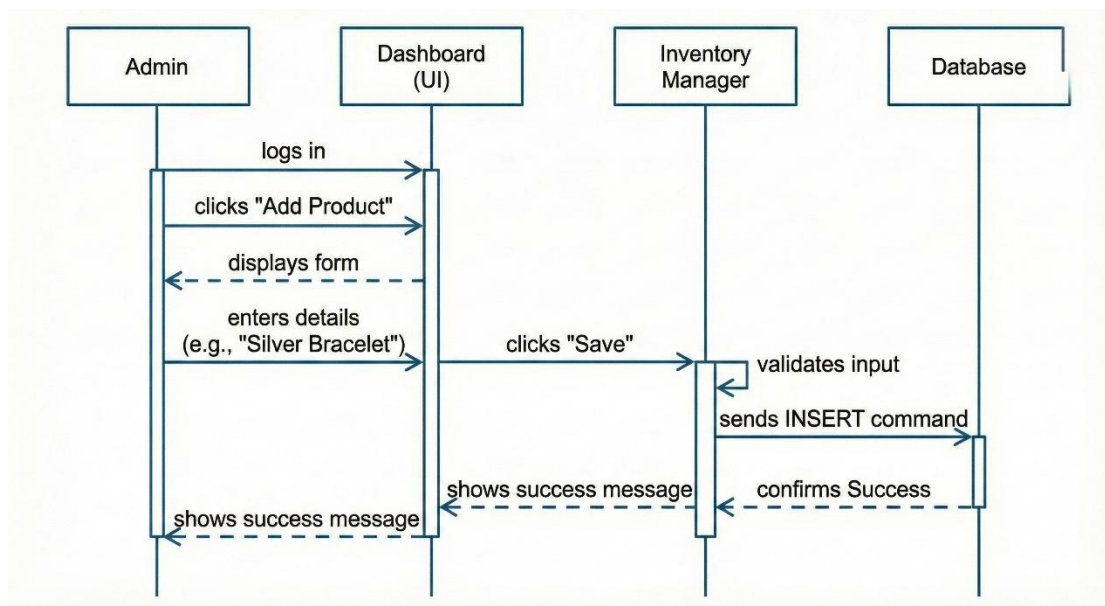 Admin
Dashboard
(UI)
Inventory
Manager
Database
logs in
clicks "Add Product"
displays form
enters details
(e.g., "Silver Bracelet")
clicks "Save"
validates input
sends INSERT command
confirms Success
shows success message
shows success message